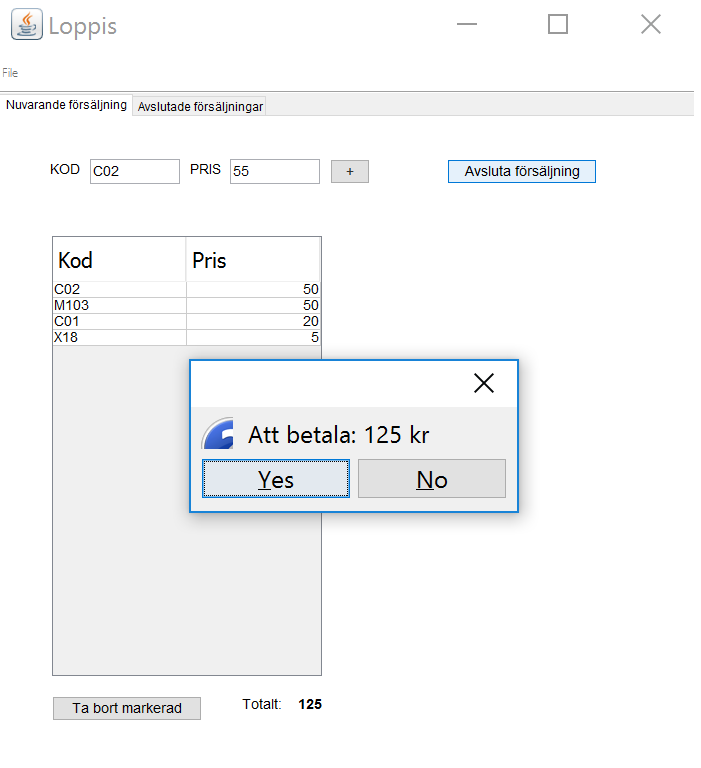 Loppis
File
Nuvarande försäljning Avslutade försäljningar
KOD C02 PRIS 55 + Avsluta försäljning
Kod Pris
C02 50
M103 50
C01 20
X18 5
Att betala: 125 kr
Yes No
Ta bort markerad Totalt: 125